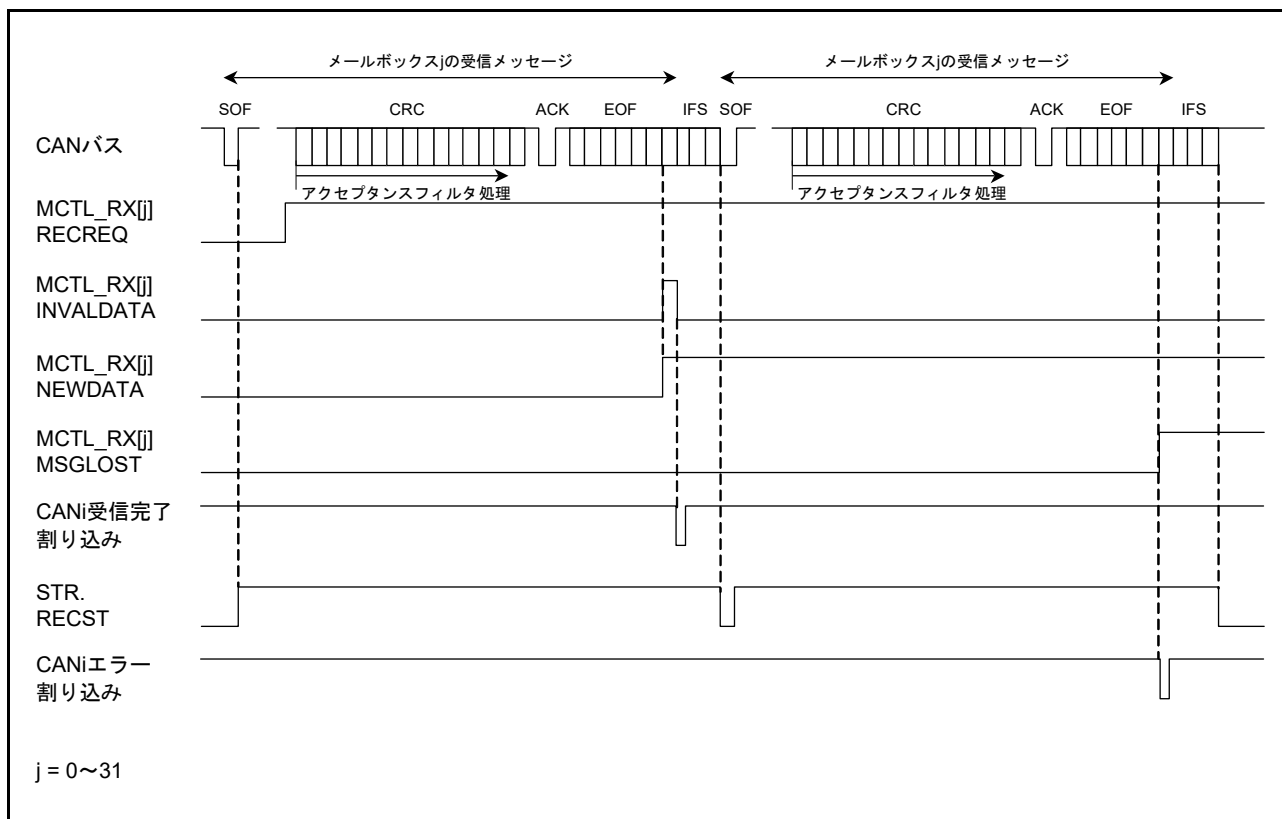 メールボックスjの受信メッセージ メールボックスjの受信メッセージ
SOF CRC ACK EOF IFS SOF CRC ACK EOF IFS
CANバス
アクセプタンスフィルタ処理 アクセプタンスフィルタ処理
MCTL_RX[j]
RECREQ
MCTL_RX[j]
INVALDATA
MCTL_RX[j]
NEWDATA
MCTL_RX[j]
MSGLOST
CANi受信完了
割り込み
STR.
RECST
CANiエラー
割り込み
j = 0〜31